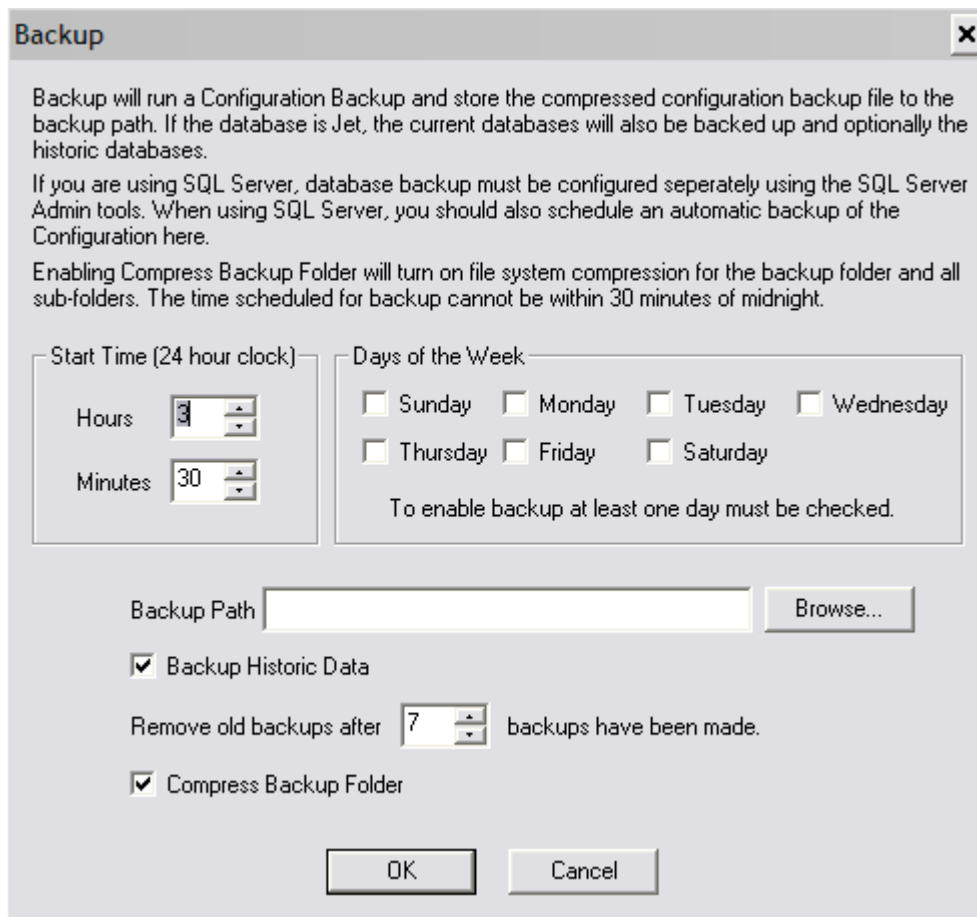 Backup
Backup will run a Configuration Backup and store the compressed configuration backup file to the
backup path. If the database is Jet, the current databases will also be backed up and optionally the
historic databases.
If you are using SQL Server, database backup must be configured seperately using the SQL Server
Admin tools. When using SQL Server, you should also schedule an automatic backup of the
Configuration here.
Enabling Compress Backup Folder will turn on file system compression for the backup folder and all
sub-folders. The time scheduled for backup cannot be within 30 minutes of midnight.
Start Time (24 hour clock)
Hours 3
Minutes 30
Days of the Week
Sunday Monday Tuesday Wednesday
Thursday Friday Saturday
To enable backup at least one day must be checked.
Backup Path Browse...
Backup Historic Data
Remove old backups after 7 backups have been made.
Compress Backup Folder
OK Cancel